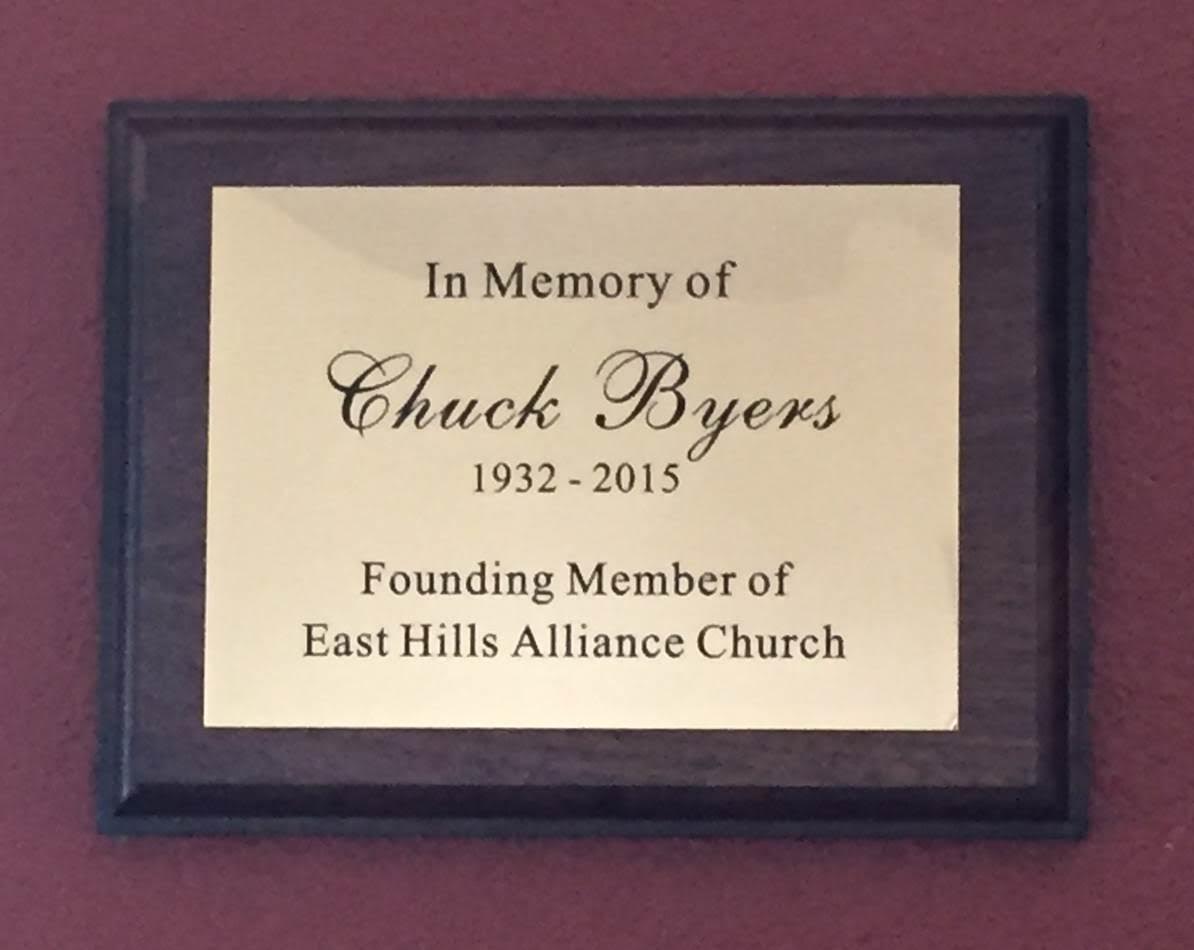 In Memory of
Chuck Byers
1932 - 2015
Founding Member of
East Hills Alliance Church